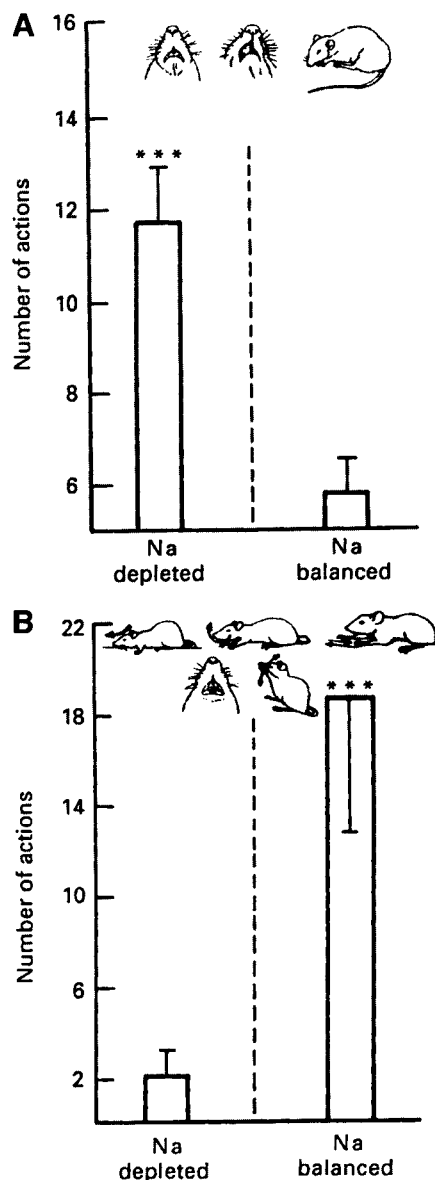 A
16
14
12
10
8
6
Number of actions
* * *
Na depleted
Na balanced
B
22
18
14
10
6
2
Number of actions
* * *
Na depleted
Na balanced